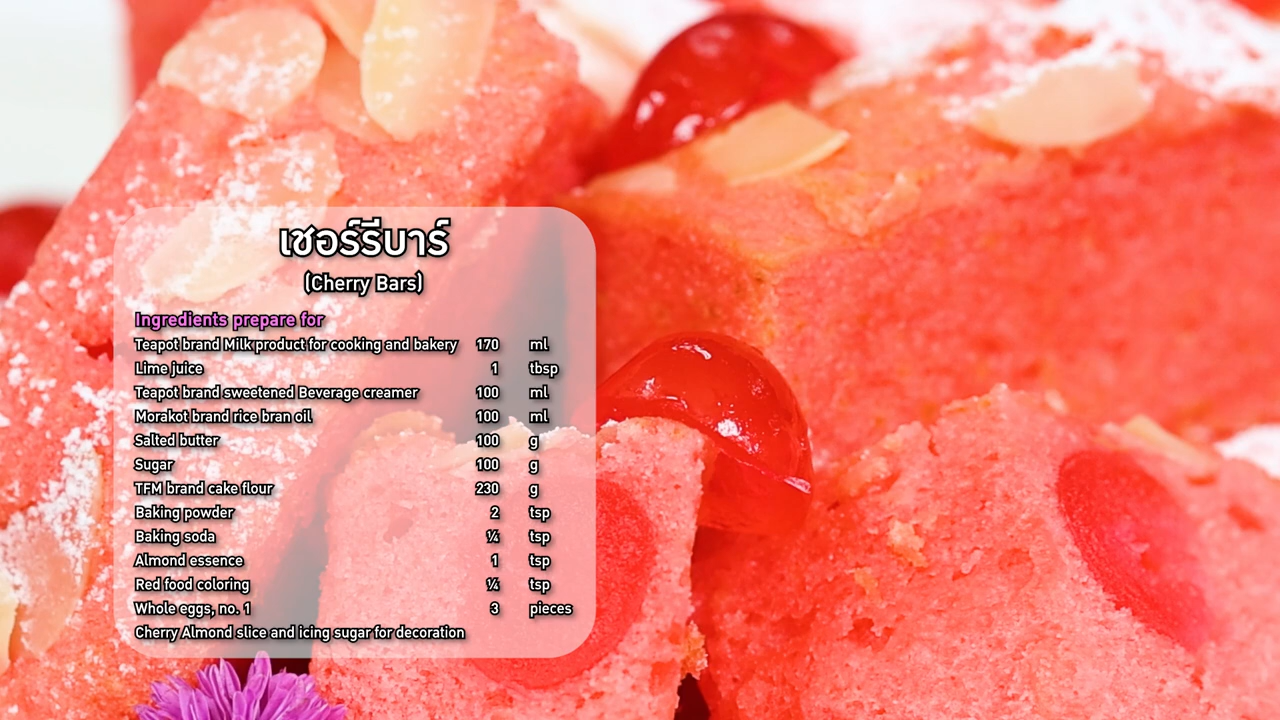 เชอร์รีบาร์
(Cherry Bars)
Ingredients prepare for
Teapot brand Milk product for cooking and bakery 170 ml
Lime juice 1 tbsp
Teapot brand sweetened Beverage creamer 100 ml
Morakot brand rice bran oil 100 ml
Salted butter 100 g
Sugar 100 g
TFM brand cake flour 230 g
Baking powder 2 tsp
Baking soda ¼ tsp
Almond essence 1 tsp
Red food coloring ¼ tsp
Whole eggs, no. 1 3 pieces
Cherry Almond slice and icing sugar for decoration